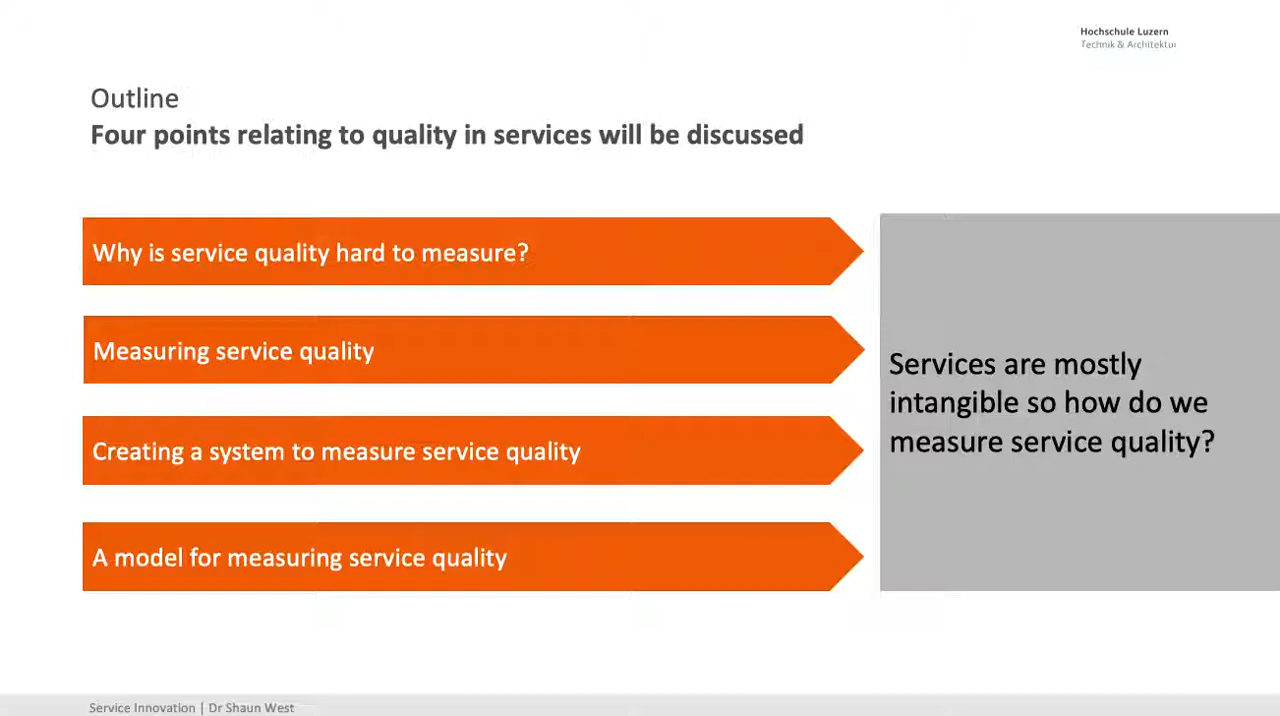 Hochschule Luzern
Technik & Architektur
Outline
Four points relating to quality in services will be discussed
Why is service quality hard to measure?
Measuring service quality
Creating a system to measure service quality
A model for measuring service quality
Services are mostly
intangible so how do we
measure service quality?
Service Innovation | Dr Shaun West